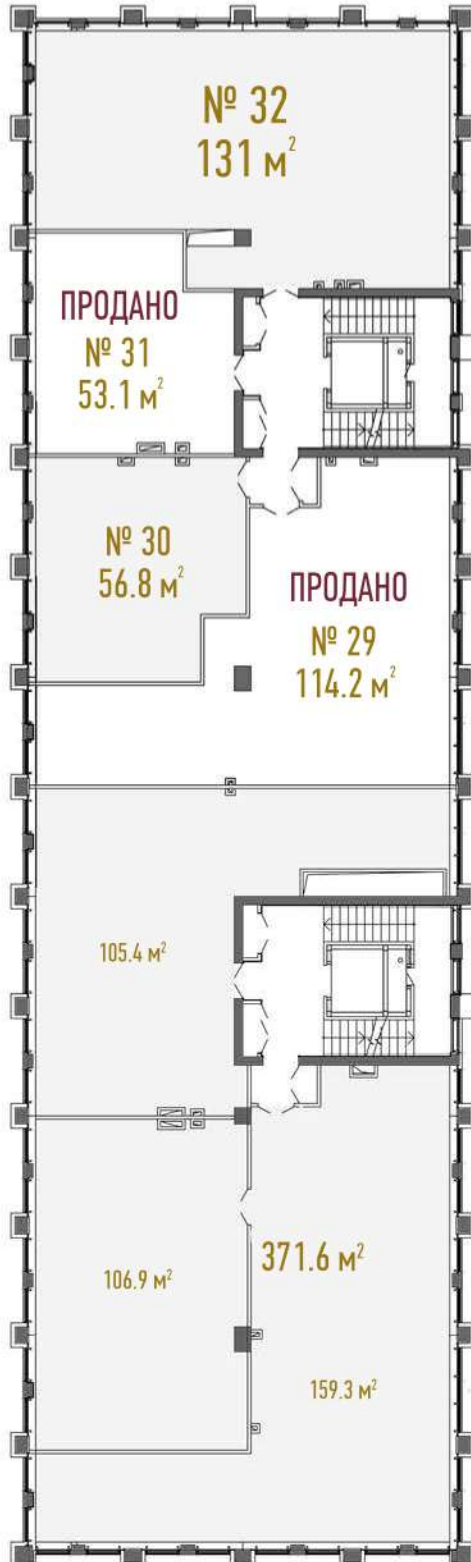 № 32
131 м²
ПРОДАНО
№ 31
53.1 м²
№ 30
56.8 м²
ПРОДАНО
№ 29
114.2 м²
105.4 м²
371.6 м²
106.9 м²
159.3 м²